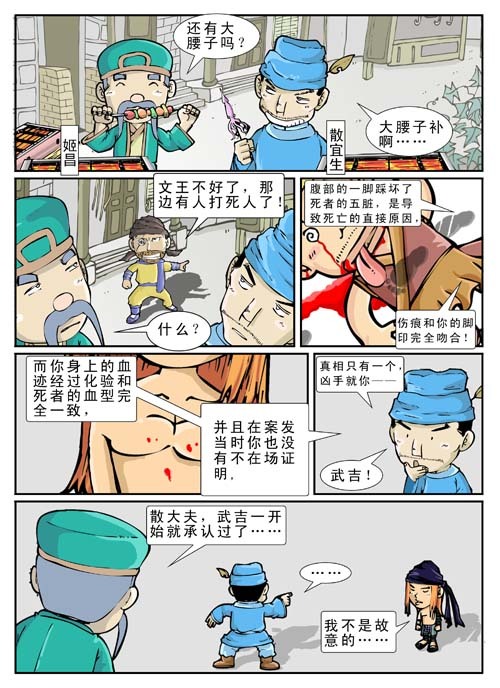 还有大
腰子吗？
大腰子补
啊……
姬昌
散宜生
文王不好了，那
边有人打死人了！
什么？
腹部的一脚踩坏了
死者的五脏，是导
致死亡的直接原因，
伤痕和你的脚
印完全吻合！
而你身上的血
迹经过化验和
死者的血型完
全一致，
并且在案发
当时你也没
有不在场证
明，
真相只有一个，
凶手就你——
武吉！
散大夫，武吉一开
始就承认过了……
……
我不是故
意的……